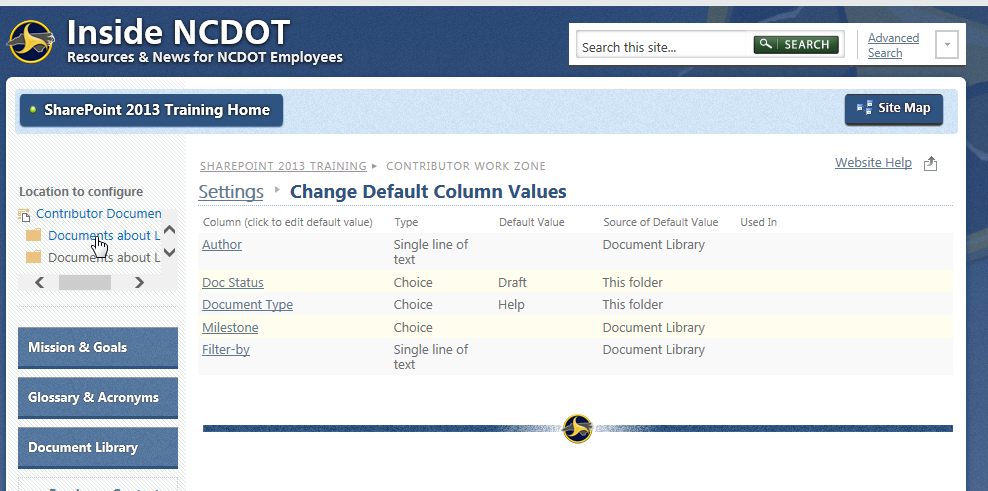 Inside NCDOT
Resources & News for NCDOT Employees
Search this site...
SEARCH
Advanced
Search
SharePoint 2013 Training Home
Site Map
SHAREPOINT 2013 TRAINING ▸ CONTRIBUTOR WORK ZONE
Website Help
Settings ▸ Change Default Column Values
Location to configure
Contributor Documen
Documents about L
Documents about L
Column (click to edit default value) Type Default Value Source of Default Value Used In
Author Single line of Document Library
text
Doc Status Choice Draft This folder
Document Type Choice Help This folder
Milestone Choice Document Library
Filter-by Single line of Document Library
text
Mission & Goals
Glossary & Acronyms
Document Library